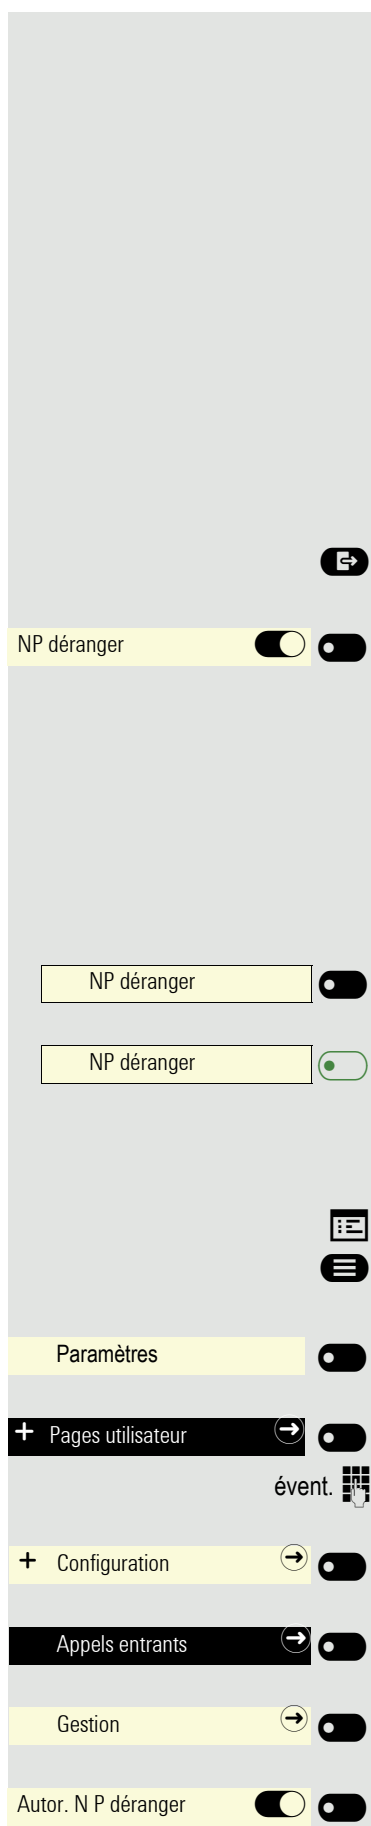 NP déranger
NP déranger
NP déranger
Paramètres
+ Pages utilisateur
évent.
+ Configuration
Appels entrants
Gestion
Autor. N P déranger